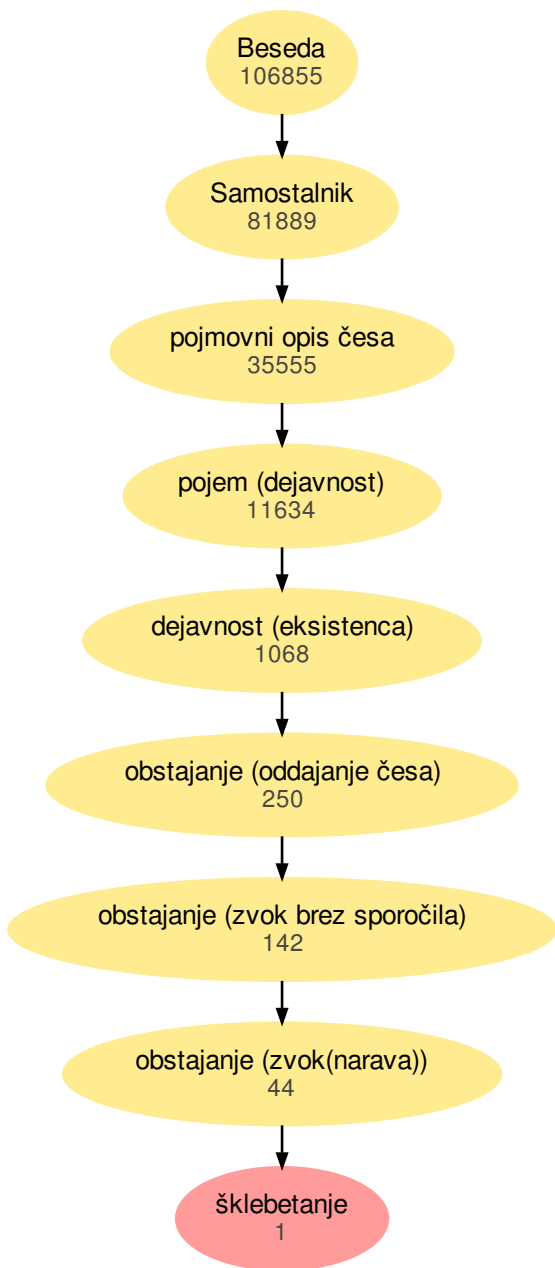 Beseda
106855
Samostalnik
81889
pojmovni opis česa
35555
pojem (dejavnost)
11634
dejavnost (eksistenca)
1068
obstajanje (oddajanje česa)
250
obstajanje (zvok brez sporočila)
142
obstajanje (zvok(narava))
44
šklebetanje
1